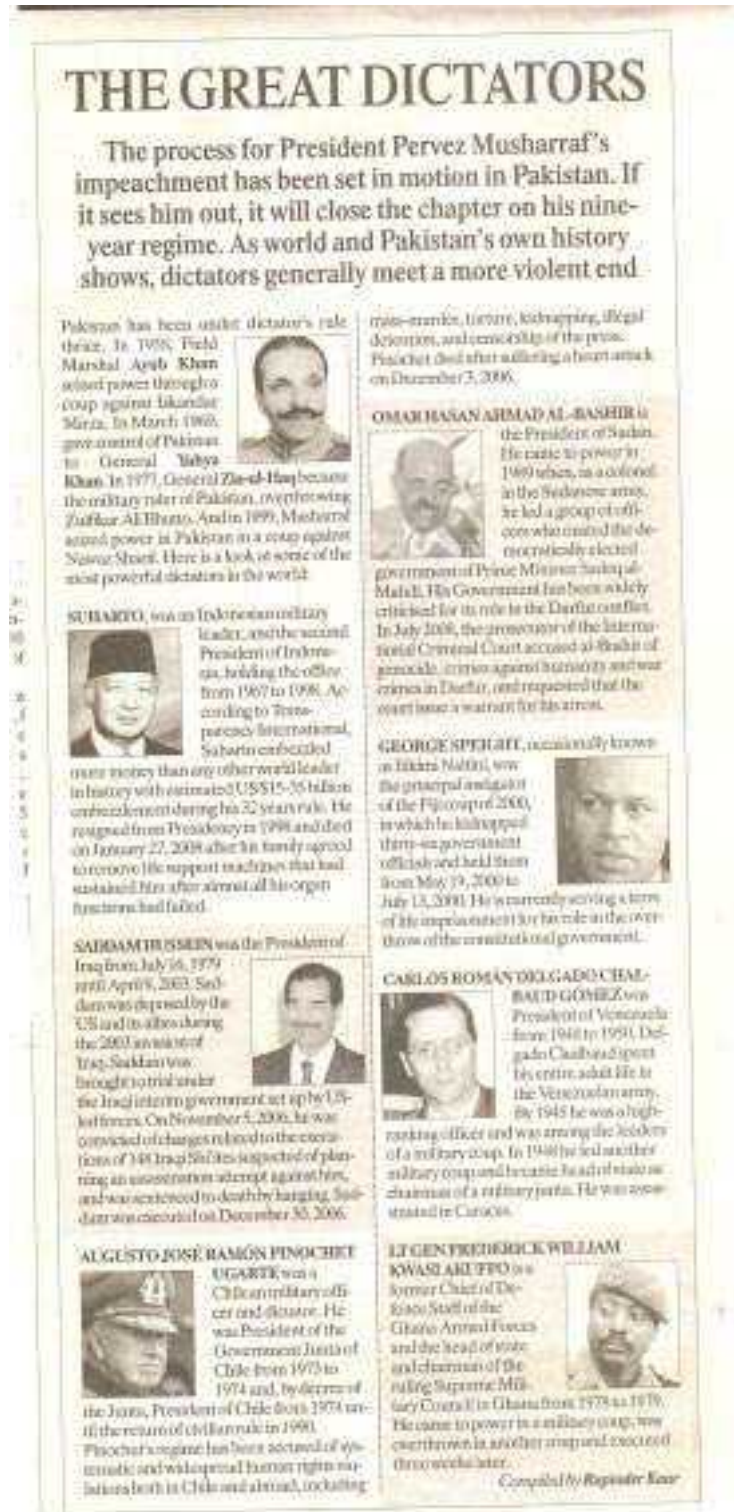 THE GREAT DICTATORS
The process for President Pervez Musharraf's
impeachment has been set in motion in Pakistan. If
it sees him out, it will close the chapter on his nine-
year regime. As world and Pakistan's own history
shows, dictators generally meet a more violent end
Pakistan has been under dictator's rule
thrice. In 1958, Field
Marshal Ayub Khan
seized power through a
coup against Iskandar
Mirza. In March 1969,
gave control of Pakistan
to General Yahya
Khan. In 1977, General Zia-ul-Haq became
the military ruler of Pakistan, overthrowing
Zulfikar Ali Bhutto. And in 1999, Musharraf
seized power in Pakistan in a coup against
Nawaz Sharif. Here is a look at some of the
most powerful dictators in the world:
SUHARTO, was an Indonesian military
leader, and the second
President of Indone-
sia, holding the office
from 1967 to 1998. Ac-
cording to Trans-
parency International,
Suharto embezzled
more money than any other world leader
in history with estimated US $15-35 billion
embezzlement during his 32 years rule. He
resigned from Presidency in 1998 and died
on January 27, 2008 after his family agreed
to remove life support machines that had
sustained him after almost all his organ
functions had failed.
SADDAM HUSSEIN was the President of
Iraq from July 16, 1979
until April 9, 2003. Sad-
dam was deposed by the
US and its allies during
the 2003 invasion of
Iraq. Saddam was
brought to trial under
the Iraqi interim government set up by US-
led forces. On November 5, 2006, he was
convicted of charges related to the execu-
tions of 148 Iraqi Shi'ites suspected of plan-
ning an assassination attempt against him,
and was sentenced to death by hanging. Sad-
dam was executed on December 30, 2006.
AUGUSTO JOSÉ RAMÓN PINOCHET
UGARTE was a
Chilean military offi-
cer and dictator. He
was President of the
Government Junta of
Chile from 1973 to
1974 and, by decree of
the Junta, President of Chile from 1974 un-
til the return of civilian rule in 1990.
Pinochet's regime has been accused of sys-
tematic and widespread human rights vio-
lations both in Chile and abroad, including
mass-murder, torture, kidnapping, illegal
detention, and censorship of the press.
Pinochet died after suffering a heart attack
on December 3, 2006.
OMAR HASAN AHMAD AL-BASHIR is
the President of Sudan.
He came to power in
1989 when, as a colonel
in the Sudanese army,
he led a group of offi-
cers who ousted the de-
mocratically elected
government of Prime Minister Sadiq al-
Mahdi. His Government has been widely
criticised for its role in the Darfur conflict.
In July 2008, the prosecutor of the Interna-
tional Criminal Court accused al-Bashir of
genocide, crimes against humanity and war
crimes in Darfur, and requested that the
court issue a warrant for his arrest.
GEORGE SPEIGHT, occasionally known
as Ilikimi Naitini, was
the principal instigator
of the Fiji coup of 2000,
in which he kidnapped
thirty-six government
officials and held them
from May 19, 2000 to
July 13, 2000. He is currently serving a term
of life imprisonment for his role in the over-
throw of the constitutional government.
CARLOS ROMÁN DELGADO CHAL-
BAUD GÓMEZ was
President of Venezuela
from 1948 to 1950. Del-
gado Chalbaud spent
his entire adult life in
the Venezuelan army.
By 1945 he was a high-
ranking officer and was among the leaders
of a military coup. In 1948 he led another
military coup and became head of state as
chairman of a military junta. He was assas-
sinated in Caracas.
LT GEN FREDERICK WILLIAM
KWASI AKUFFO is a
former Chief of De-
fence Staff of the
Ghana Armed Forces
and the head of state
and chairman of the
ruling Supreme Mili-
tary Council in Ghana from 1978 to 1979.
He came to power in a military coup, was
overthrown in another coup and executed
three weeks later.
Compiled by Rupinder Kaur